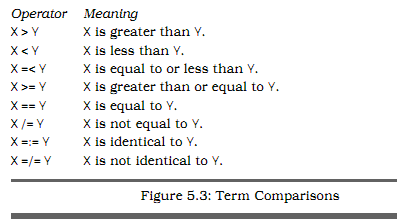 Operator Meaning
X > Y X is greater than Y.
X < Y X is less than Y.
X =< Y X is equal to or less than Y.
X >= Y X is greater than or equal to Y.
X == Y X is equal to Y.
X /= Y X is not equal to Y.
X =:= Y X is identical to Y.
X =/= Y X is not identical to Y.
Figure 5.3: Term Comparisons